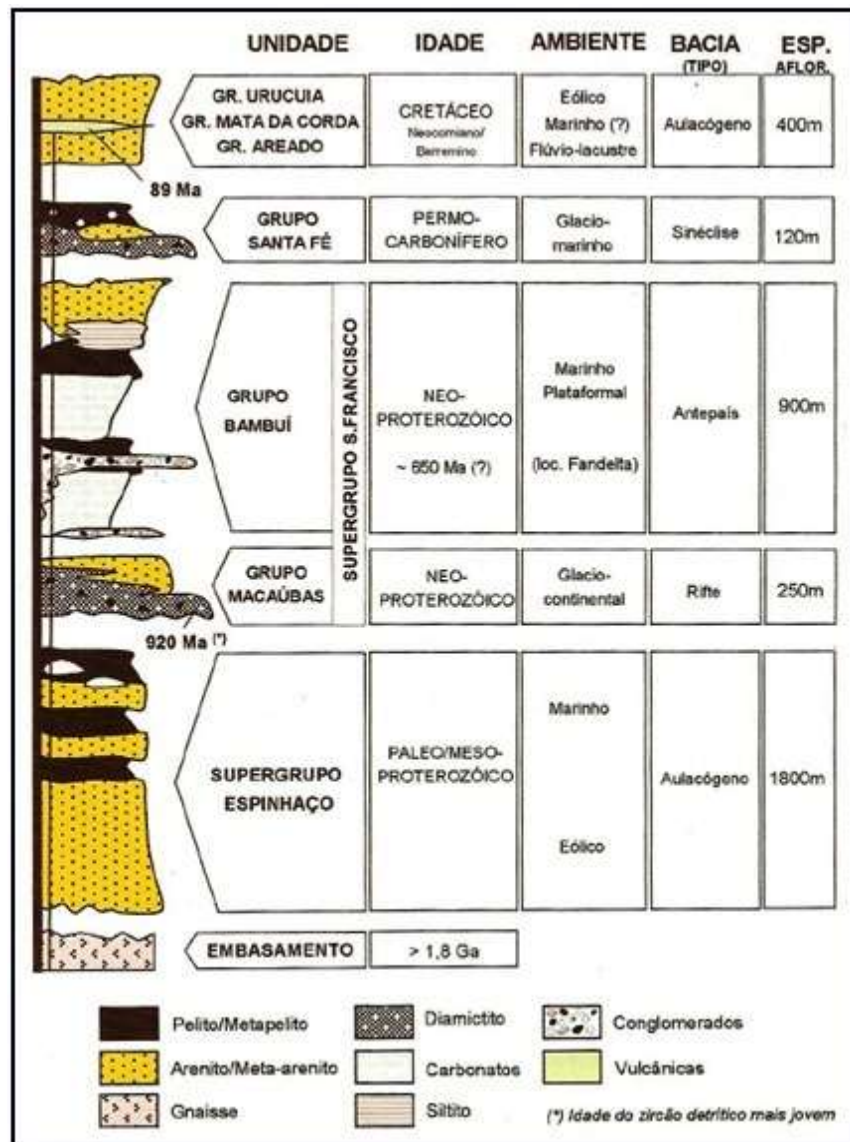 UNIDADE IDADE AMBIENTE BACIA (TIPO) ESP. AFLOR.
GR. URUCUIA
GR. MATA DA CORDA
GR. AREADO
CRETÁCEO
Neocomiano/
Berremino
Eólico
Marinho (?)
Flúvio-lacustre
Aulacógeno
400m
89 Ma
GRUPO
SANTA FÉ
PERMO-
CARBONÍFERO
Glacio-
marinho
Sinéclise
120m
GRUPO
BAMBUÍ
SUPERGRUPO S.FRANCISCO
NEO-
PROTEROZÓICO
~ 650 Ma (?)
Marinho
Plataformal
(loc. Fandelta)
Antepaís
900m
GRUPO
MACAÚBAS
NEO-
PROTEROZÓICO
Glacio-
continental
Rifte
250m
920 Ma (*)
SUPERGRUPO
ESPINHAÇO
PALEO/MESO-
PROTEROZÓICO
Marinho
Eólico
Aulacógeno
1800m
EMBASAMENTO
> 1,8 Ga
Pelito/Metapelito
Diamictito
Conglomerados
Arenito/Meta-arenito
Carbonatos
Vulcânicas
Gnaisse
Siltito
(*) Idade do zircão detrítico mais jovem